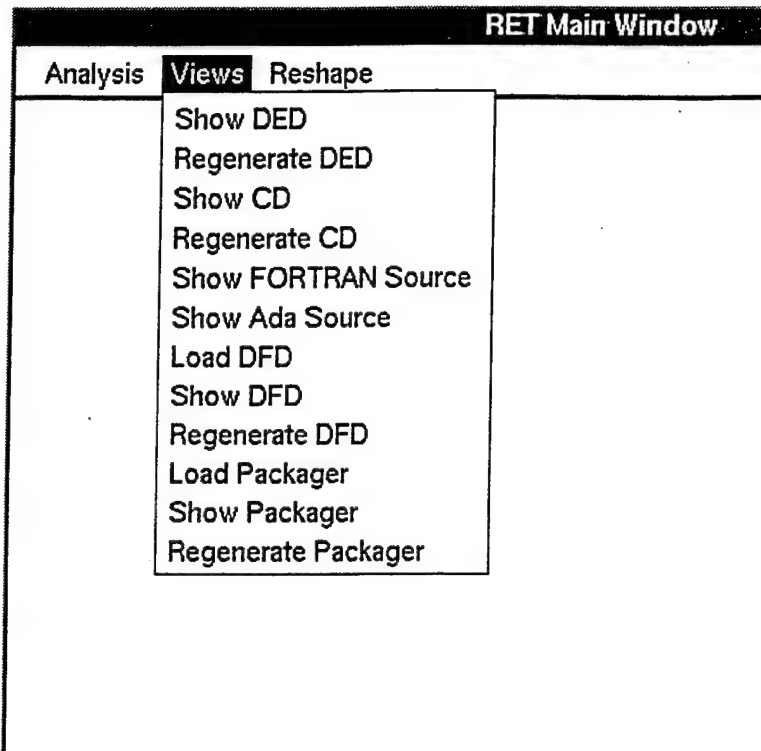 RET Main Window
Analysis Views Reshape
Show DED
Regenerate DED
Show CD
Regenerate CD
Show FORTRAN Source
Show Ada Source
Load DFD
Show DFD
Regenerate DFD
Load Packager
Show Packager
Regenerate Packager